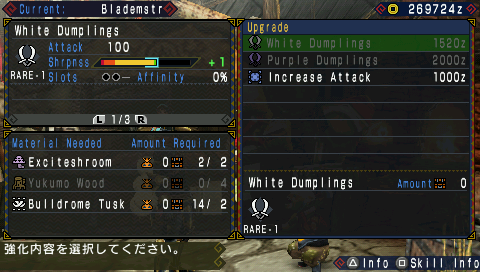 Current: Blademstr
269724z
White Dumplings
Attack 100
Shrpnss +1
RARE-1
Slots Affinity 0%
L 1/3 R
Material Needed Amount Required
Exciteshroom 0 2/ 2
Yukumo Wood 0 0/ 4
Bulldrome Tusk 0 14/ 2
Upgrade
White Dumplings 1520z
Purple Dumplings 2000z
Increase Attack 1000z
White Dumplings Amount 0
RARE-1
強化内容を選択してください。
Info Skill Info